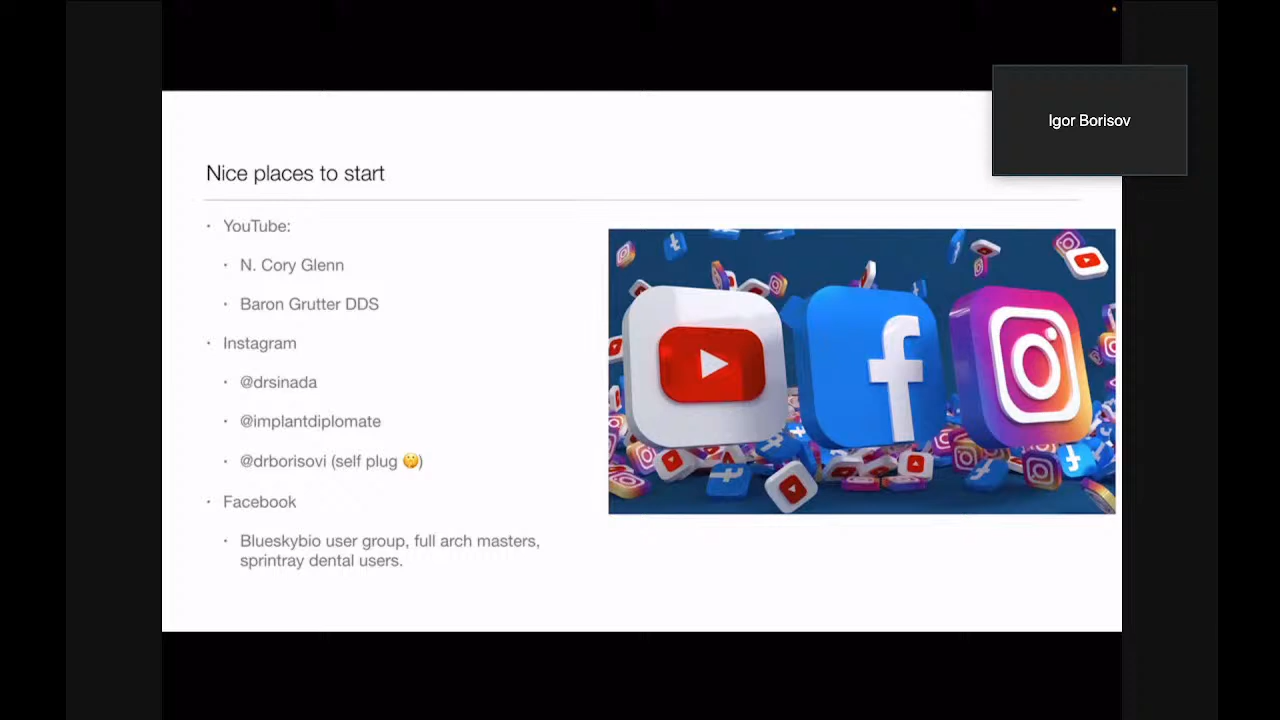 Igor Borisov
Nice places to start
· YouTube:
· N. Cory Glenn
· Baron Grutter DDS
· Instagram
· @drsinada
· @implantdiplomate
· @drborisovi (self plug 🤭)
· Facebook
· Blueskybio user group, full arch masters,
sprintray dental users.